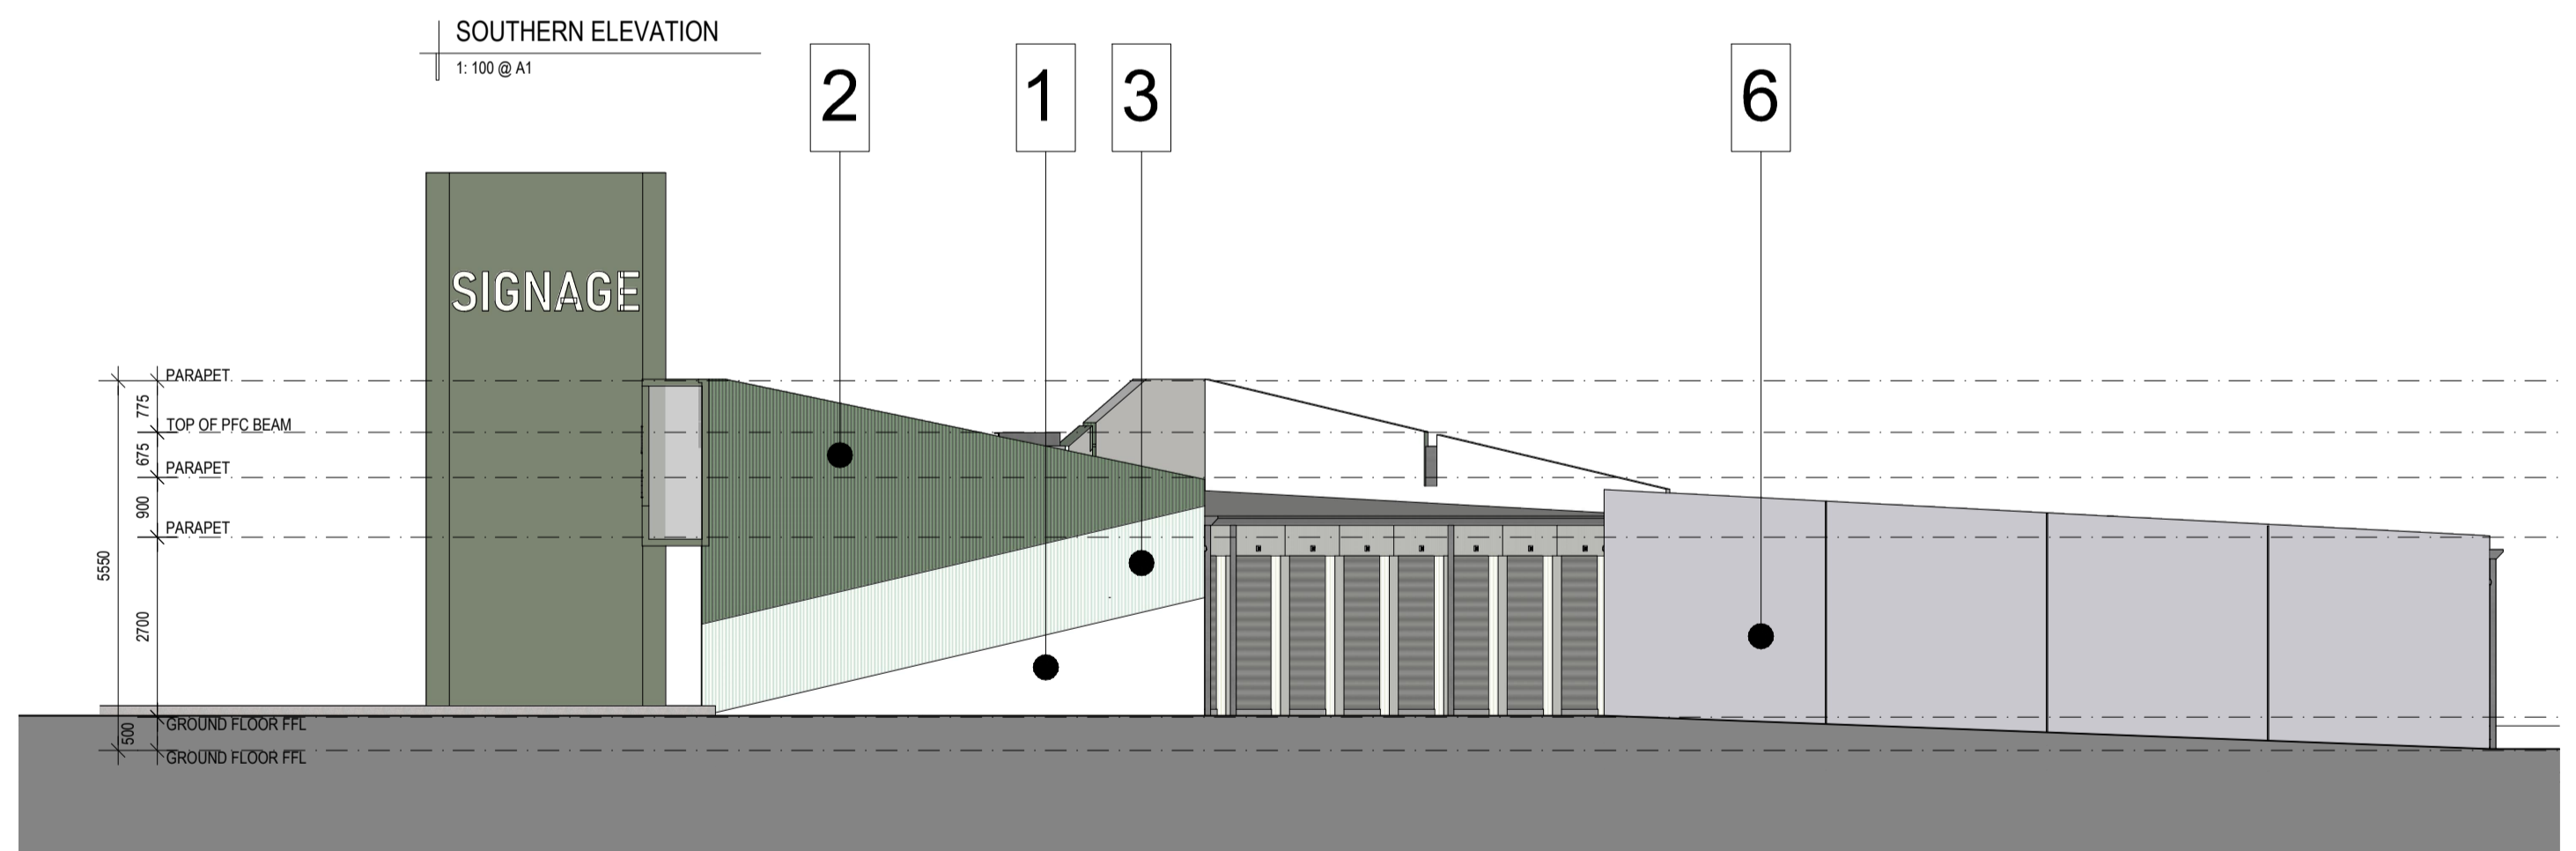 SOUTHERN ELEVATION
1: 100 @ A1
2
1
3
6
SIGNAGE
PARAPET
775
TOP OF PFC BEAM
675
PARAPET
900
PARAPET
5550
2700
GROUND FLOOR FFL
500
GROUND FLOOR FFL